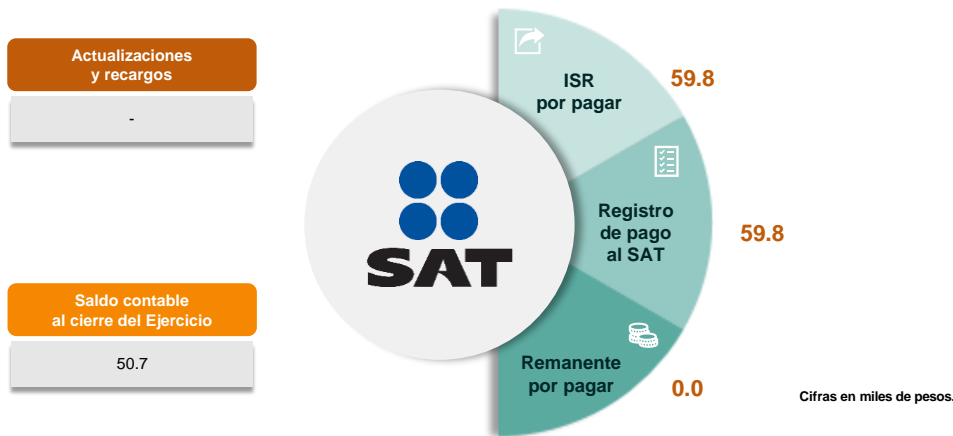 Actualizaciones
y recargos
-
Saldo contable
al cierre del Ejercicio
50.7
SAT
ISR
por pagar
59.8
Registro
de pago
al SAT
59.8
Remanente
por pagar
0.0
Cifras en miles de pesos.